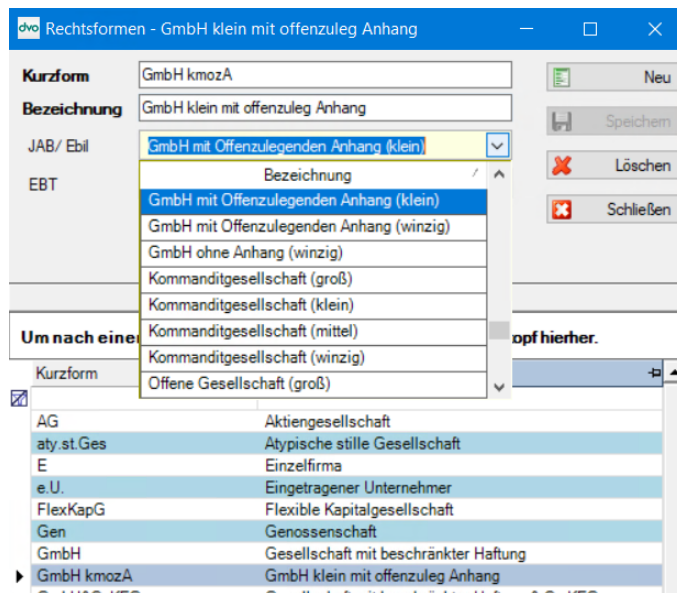 dvo Rechtsformen - GmbH klein mit offenzuleg Anhang
Kurzform GmbH kmozA Neu
Bezeichnung GmbH klein mit offenzuleg Anhang
Speichern
JAB/ Ebil GmbH mit Offenzulegenden Anhang (klein)
Löschen
EBT Bezeichnung
GmbH mit Offenzulegenden Anhang (klein)
Schließen
GmbH mit Offenzulegenden Anhang (winzig)
GmbH ohne Anhang (winzig)
Kommanditgesellschaft (groß)
Kommanditgesellschaft (klein)
Um nach einer Kommanditgesellschaft (mittel) opf hierher.
Kommanditgesellschaft (winzig)
Kurzform Offene Gesellschaft (groß)
AG Aktiengesellschaft
aty.st.Ges Atypische stille Gesellschaft
E Einzelfirma
e.U. Eingetragener Unternehmer
FlexKapG Flexible Kapitalgesellschaft
Gen Genossenschaft
GmbH Gesellschaft mit beschränkter Haftung
GmbH kmozA GmbH klein mit offenzuleg Anhang